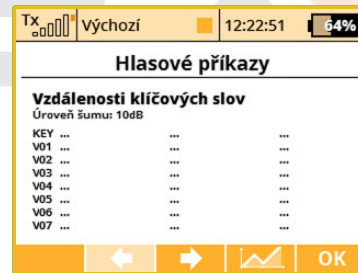 Tx Výchozí 12:22:51 64%
Hlasové příkazy
Vzdálenosti klíčových slov
Úroveň šumu: 10dB
KEY ... ... ...
V01 ... ... ...
V02 ... ... ...
V03 ... ... ...
V04 ... ... ...
V05 ... ... ...
V06 ... ... ...
V07 ... ... ...
OK